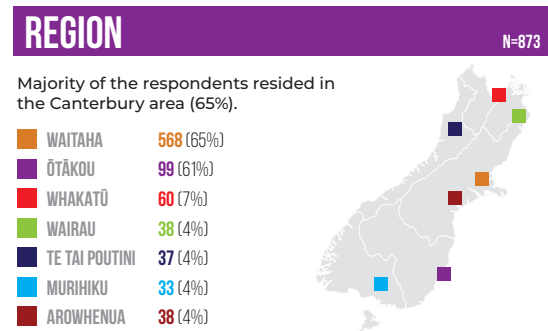 REGION
N=873
Majority of the respondents resided in
the Canterbury area (65%).
WAITAHA 568 (65%)
ŌTĀKOU 99 (61%)
WHAKATŪ 60 (7%)
WAIRAU 38 (4%)
TE TAI POUTINI 37 (4%)
MURIHIKU 33 (4%)
AROWHENUA 38 (4%)